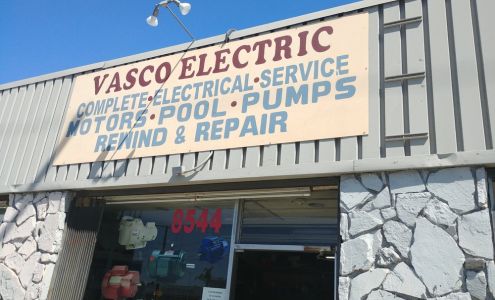 VASCO ELECTRIC
COMPLETE•ELECTRICAL•SERVICE
MOTORS•POOL•PUMPS
REWIND & REPAIR
8544